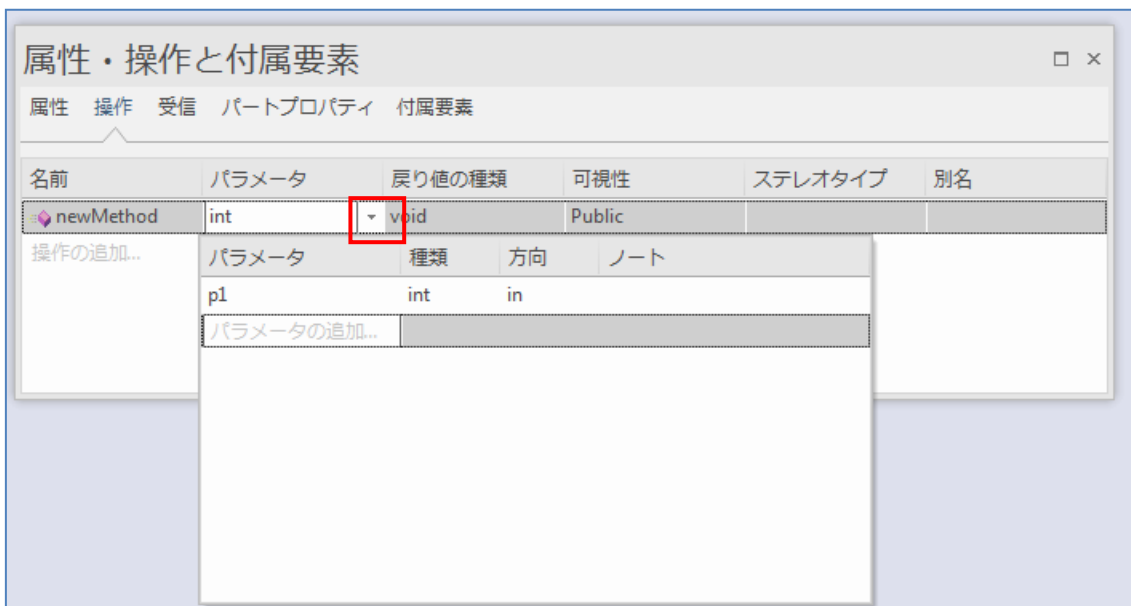 属性・操作と付属要素
属性 操作 受信 パートプロパティ 付属要素
名前 パラメータ 戻り値の種類 可視性 ステレオタイプ 別名
newMethod int void Public
操作の追加...
パラメータ 種類 方向 ノート
p1 int in
パラメータの追加...